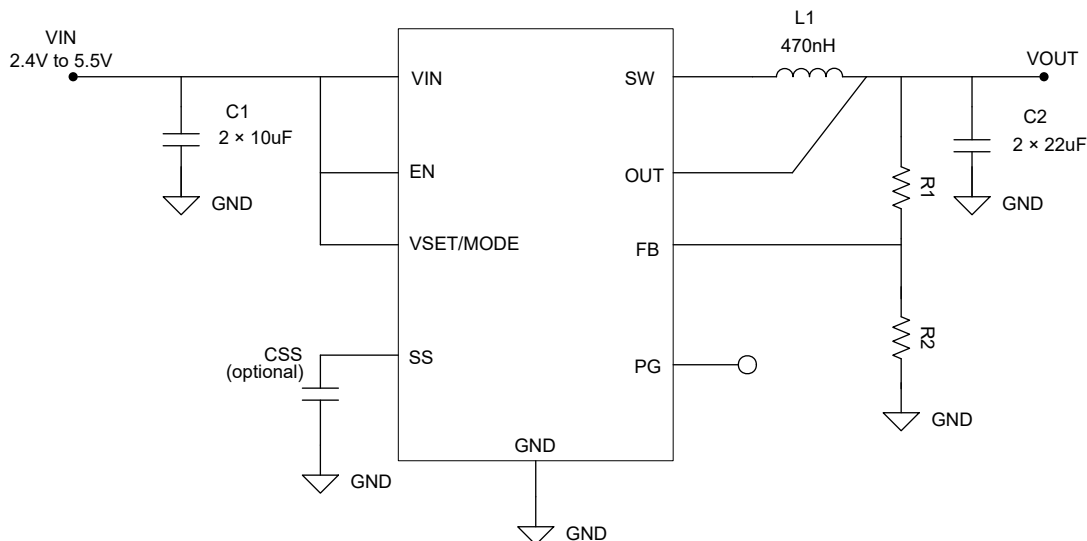 VIN
2.4V to 5.5V
C1
2 × 10uF
GND
VIN
EN
VSET/MODE
SS
CSS
(optional)
GND
GND
GND
SW
OUT
FB
PG
L1
470nH
VOUT
R1
R2
GND
C2
2 × 22uF
GND